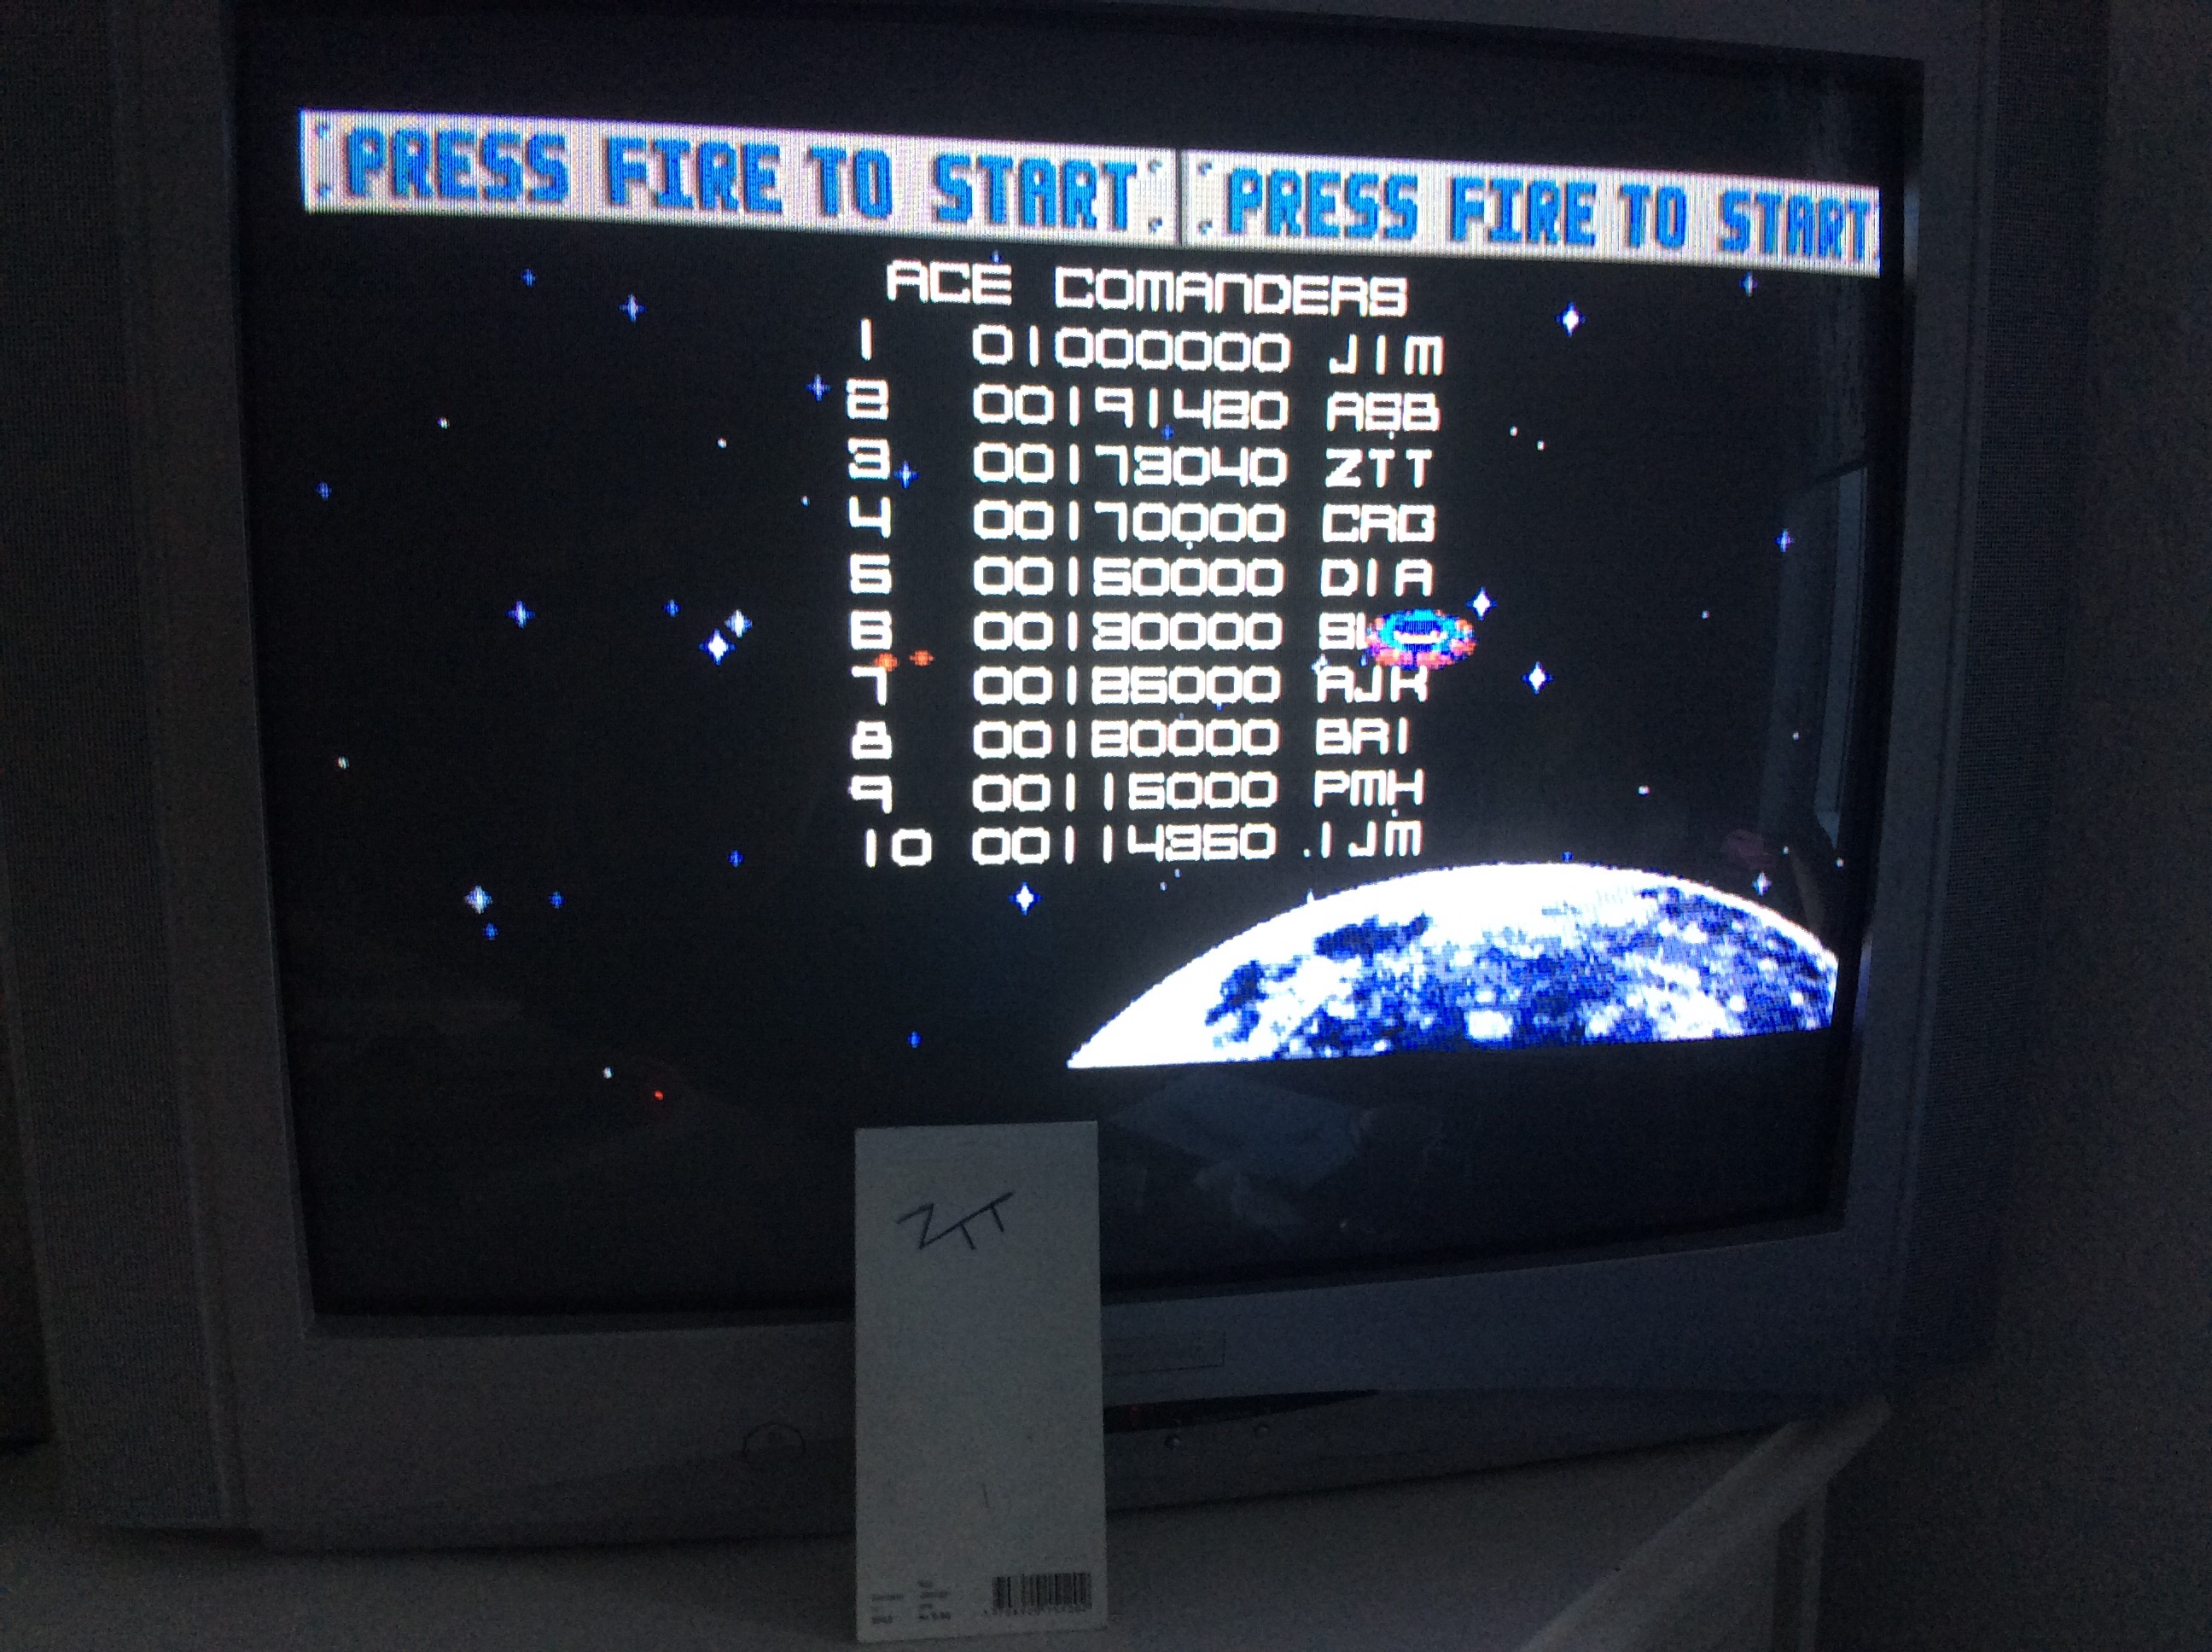 PRESS FIRE TO START PRESS FIRE TO START
ACE COMANDERS
1 01000000 JIM
2 00191420 ASB
3 00173040 ZTT
4 00170000 CRG
5 00150000 DIA
6 00130000
7 00125000 AJK
8 00120000 BRI
9 00115000 PMH
10 00114360 .IJM
ZTT